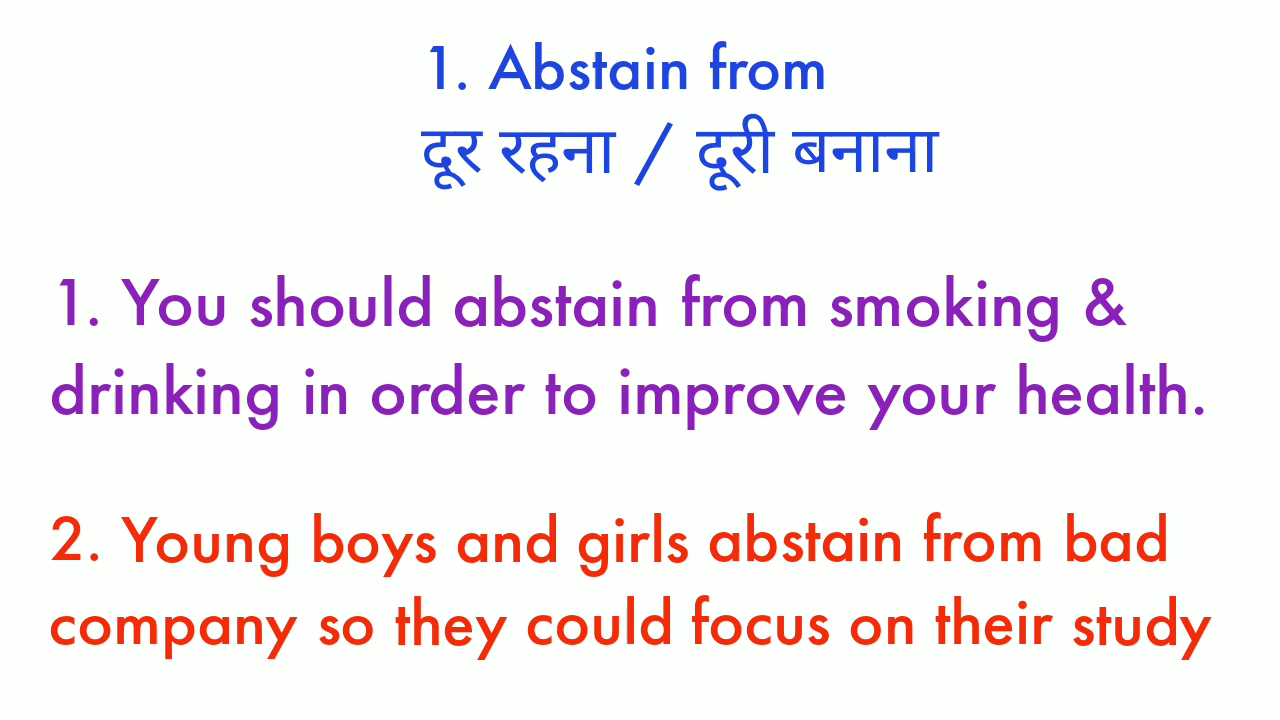 1. Abstain from
दूर रहना / दूरी बनाना
1. You should abstain from smoking &
drinking in order to improve your health.
2. Young boys and girls abstain from bad
company so they could focus on their study